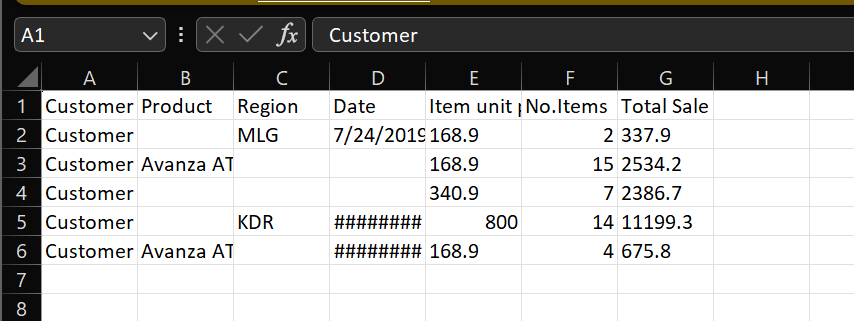 A1 fx Customer
A B C D E F G H
1 Customer Product Region Date Item unit p No.Items Total Sale
2 Customer MLG 7/24/2019 168.9 2 337.9
3 Customer Avanza AT 168.9 15 2534.2
4 Customer 340.9 7 2386.7
5 Customer KDR ######## 800 14 11199.3
6 Customer Avanza AT ######## 168.9 4 675.8
7
8